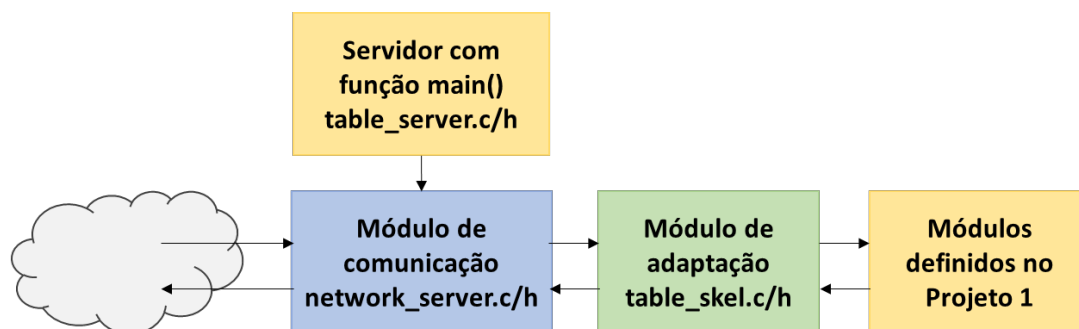 Servidor com
função main()
table_server.c/h
Módulo de
comunicação
network_server.c/h
Módulo de
adaptação
table_skel.c/h
Módulos
definidos no
Projeto 1